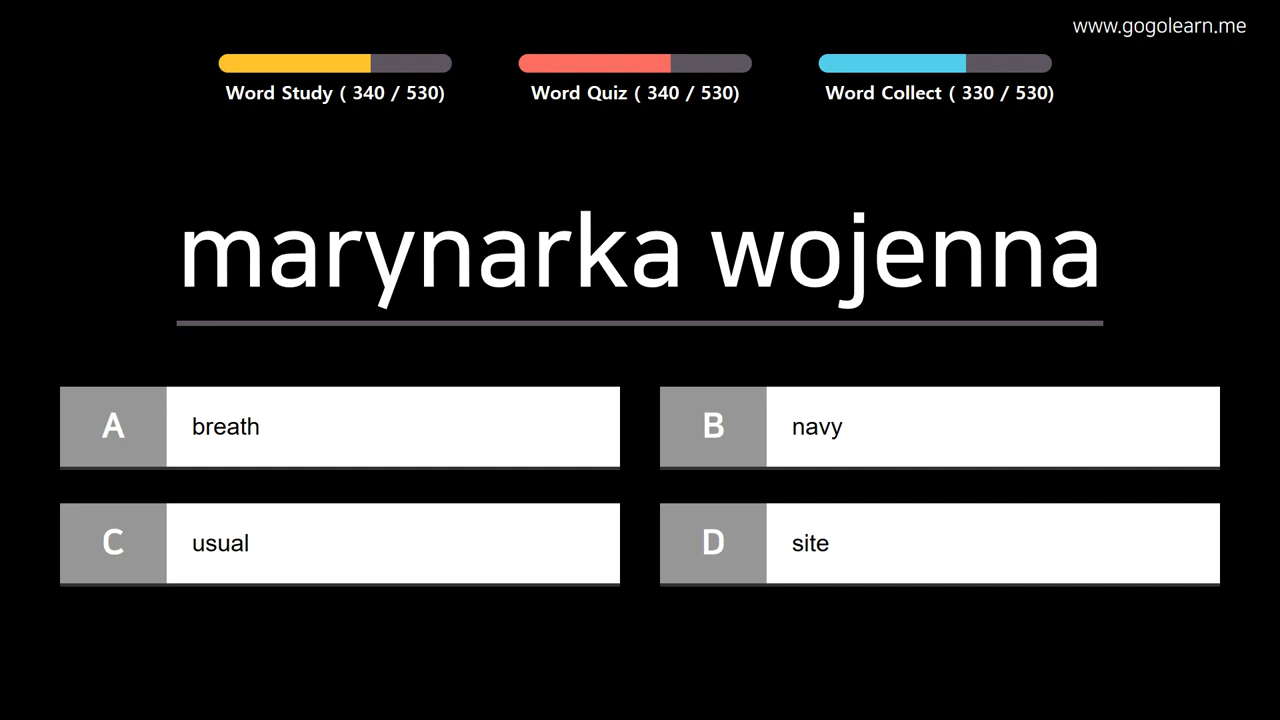 www.gogolearn.me
Word Study ( 340 / 530)
Word Quiz ( 340 / 530)
Word Collect ( 330 / 530)
marynarka wojenna
A breath
B navy
C usual
D site